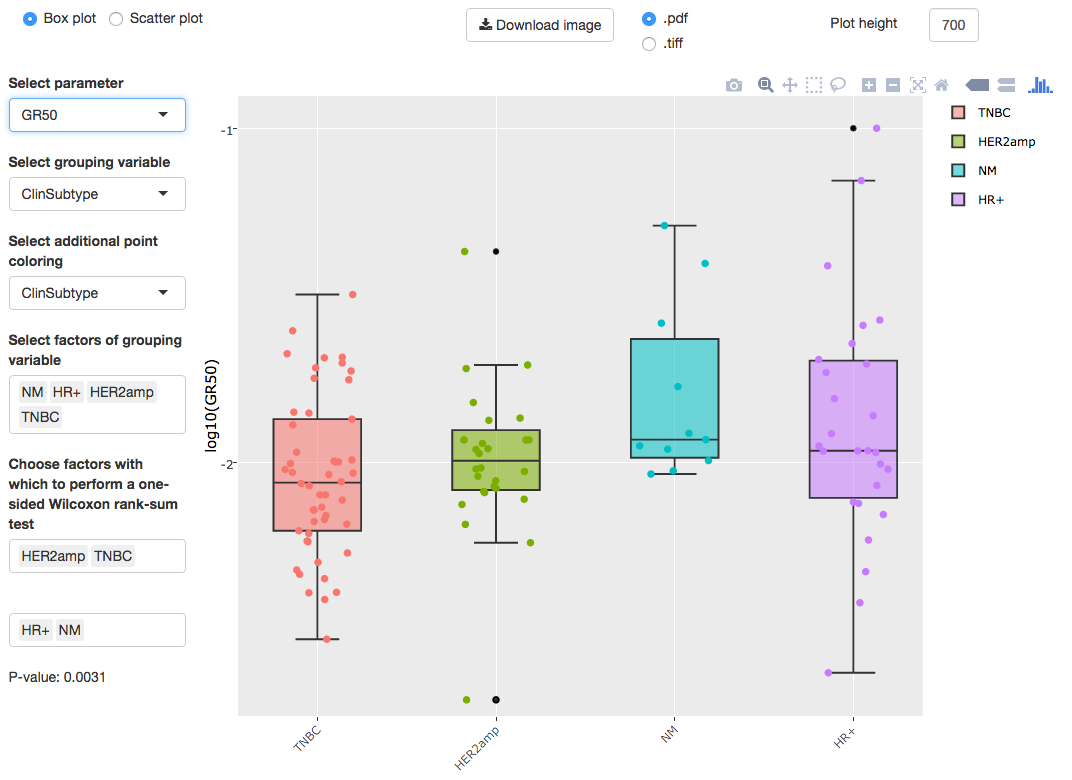 Box plot
Scatter plot
Download image
.pdf
.tiff
Plot height
700
Select parameter
GR50
Select grouping variable
ClinSubtype
Select additional point
coloring
ClinSubtype
Select factors of grouping
variable
NM HR+ HER2amp
TNBC
Choose factors with
which to perform a one-
sided Wilcoxon rank-sum
test
HER2amp TNBC
HR+ NM
P-value: 0.0031
log10(GR50)
-1
-2
TNBC
HER2amp
NM
HR+
TNBC
HER2amp
NM
HR+